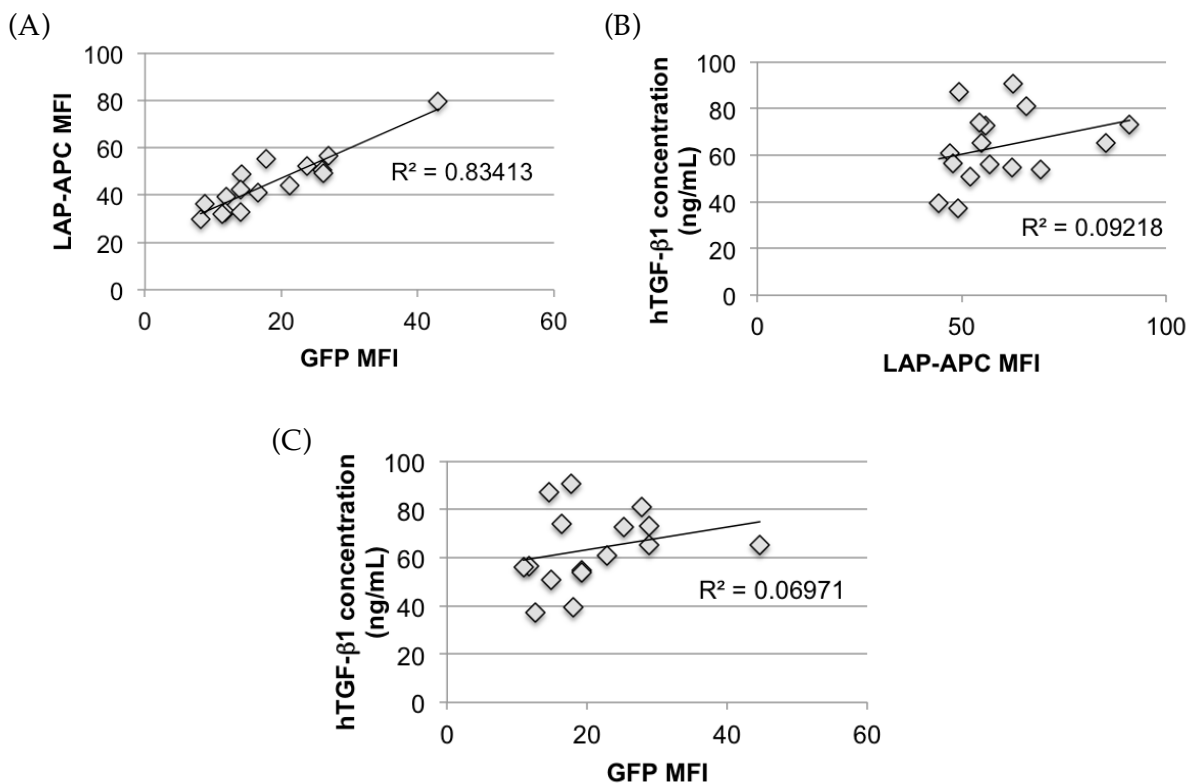 (A)
LAP-APC MFI
100
80
60
40
20
0
R² = 0.83413
0 20 40 60
GFP MFI
(B)
hTGF-β1 concentration
(ng/mL)
100
80
60
40
20
0
R² = 0.09218
0 50 100
LAP-APC MFI
(C)
hTGF-β1 concentration
(ng/mL)
100
80
60
40
20
0
R² = 0.06971
0 20 40 60
GFP MFI